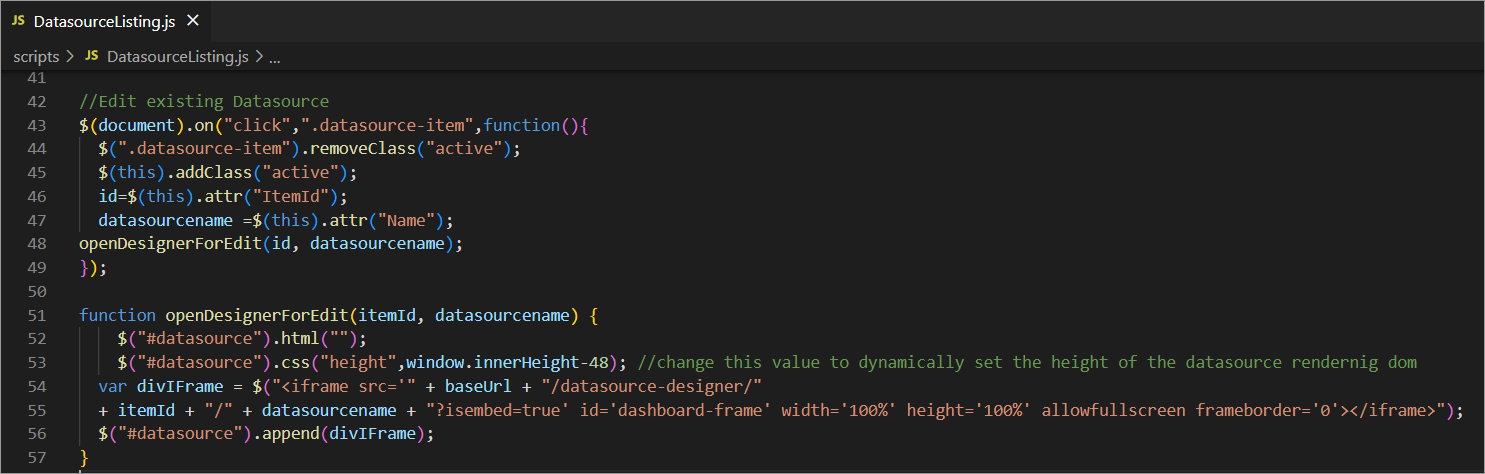 JS DatasourceListing.js ×
scripts > JS DatasourceListing.js > ...
41
42 //Edit existing Datasource
43 $(document).on("click",".datasource-item",function(){
44   $(".datasource-item").removeClass("active");
45   $(this).addClass("active");
46   id=$(this).attr("ItemId");
47   datasourcename =$(this).attr("Name");
48 openDesignerForEdit(id, datasourcename);
49 });
50
51 function openDesignerForEdit(itemId, datasourcename) {
52     $("#datasource").html("");
53     $("#datasource").css("height",window.innerHeight-48); //change this value to dynamically set the height of the datasource rendernig dom
54   var divIFrame = $("<iframe src='" + baseUrl + "/datasource-designer/"
55   + itemId + "/" + datasourcename + "?isembed=true' id='dashboard-frame' width='100%' height='100%' allowfullscreen frameborder='0'></iframe>");
56   $("#datasource").append(divIFrame);
57 }